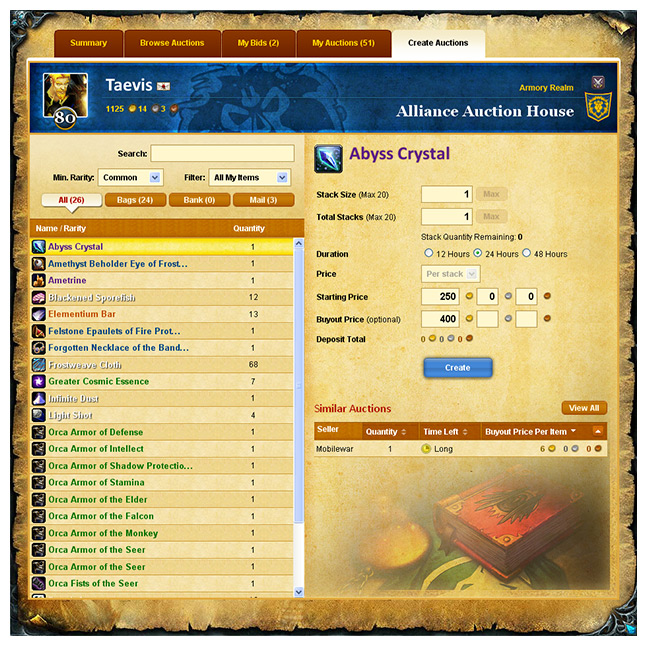 Summary Browse Auctions My Bids (2) My Auctions (51) Create Auctions
Taevis
80
1125 14 3
Armory Realm
Alliance Auction House
Search:
Min. Rarity: Common Filter: All My Items
All (26) Bags (24) Bank (0) Mail (3)
Name / Rarity Quantity
Abyss Crystal 1
Amethyst Beholder Eye of Frost... 1
Ametrine 1
Blackened Sporefish 12
Elementium Bar 13
Felstone Epaulets of Fire Prot... 1
Forgotten Necklace of the Band... 1
Frostweave Cloth 68
Greater Cosmic Essence 7
Infinite Dust 1
Light Shot 4
Orca Armor of Defense 1
Orca Armor of Intellect 1
Orca Armor of Shadow Protectio... 1
Orca Armor of Stamina 1
Orca Armor of the Elder 1
Orca Armor of the Falcon 1
Orca Armor of the Monkey 1
Orca Armor of the Seer 1
Orca Armor of the Seer 1
Orca Fists of the Seer 1
Abyss Crystal
Stack Size (Max 20) 1 Max
Total Stacks (Max 20) 1 Max
Stack Quantity Remaining: 0
Duration 12 Hours 24 Hours 48 Hours
Price Per stack
Starting Price 250 0 0
Buyout Price (optional) 400
Deposit Total 0 0 0
Create
Similar Auctions View All
Seller Quantity Time Left Buyout Price Per Item
Mobilewar 1 Long 6 0 0